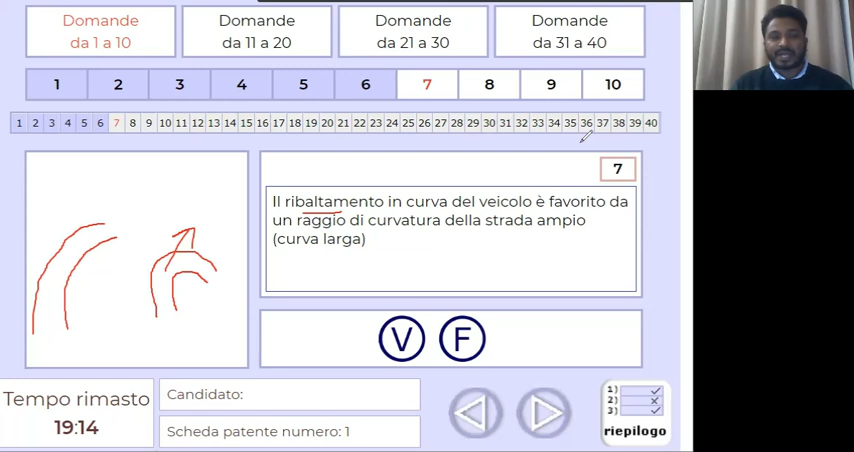 Domande
da 1 a 10
Domande
da 11 a 20
Domande
da 21 a 30
Domande
da 31 a 40
1 2 3 4 5 6 7 8 9 10
1 2 3 4 5 6 7 8 9 10 11 12 13 14 15 16 17 18 19 20 21 22 23 24 25 26 27 28 29 30 31 32 33 34 35 36 37 38 39 40
7
Il ribaltamento in curva del veicolo è favorito da
un raggio di curvatura della strada ampio
(curva larga)
V F
Tempo rimasto
19:14
Candidato:
Scheda patente numero: 1
1)
2)
3)
riepilogo